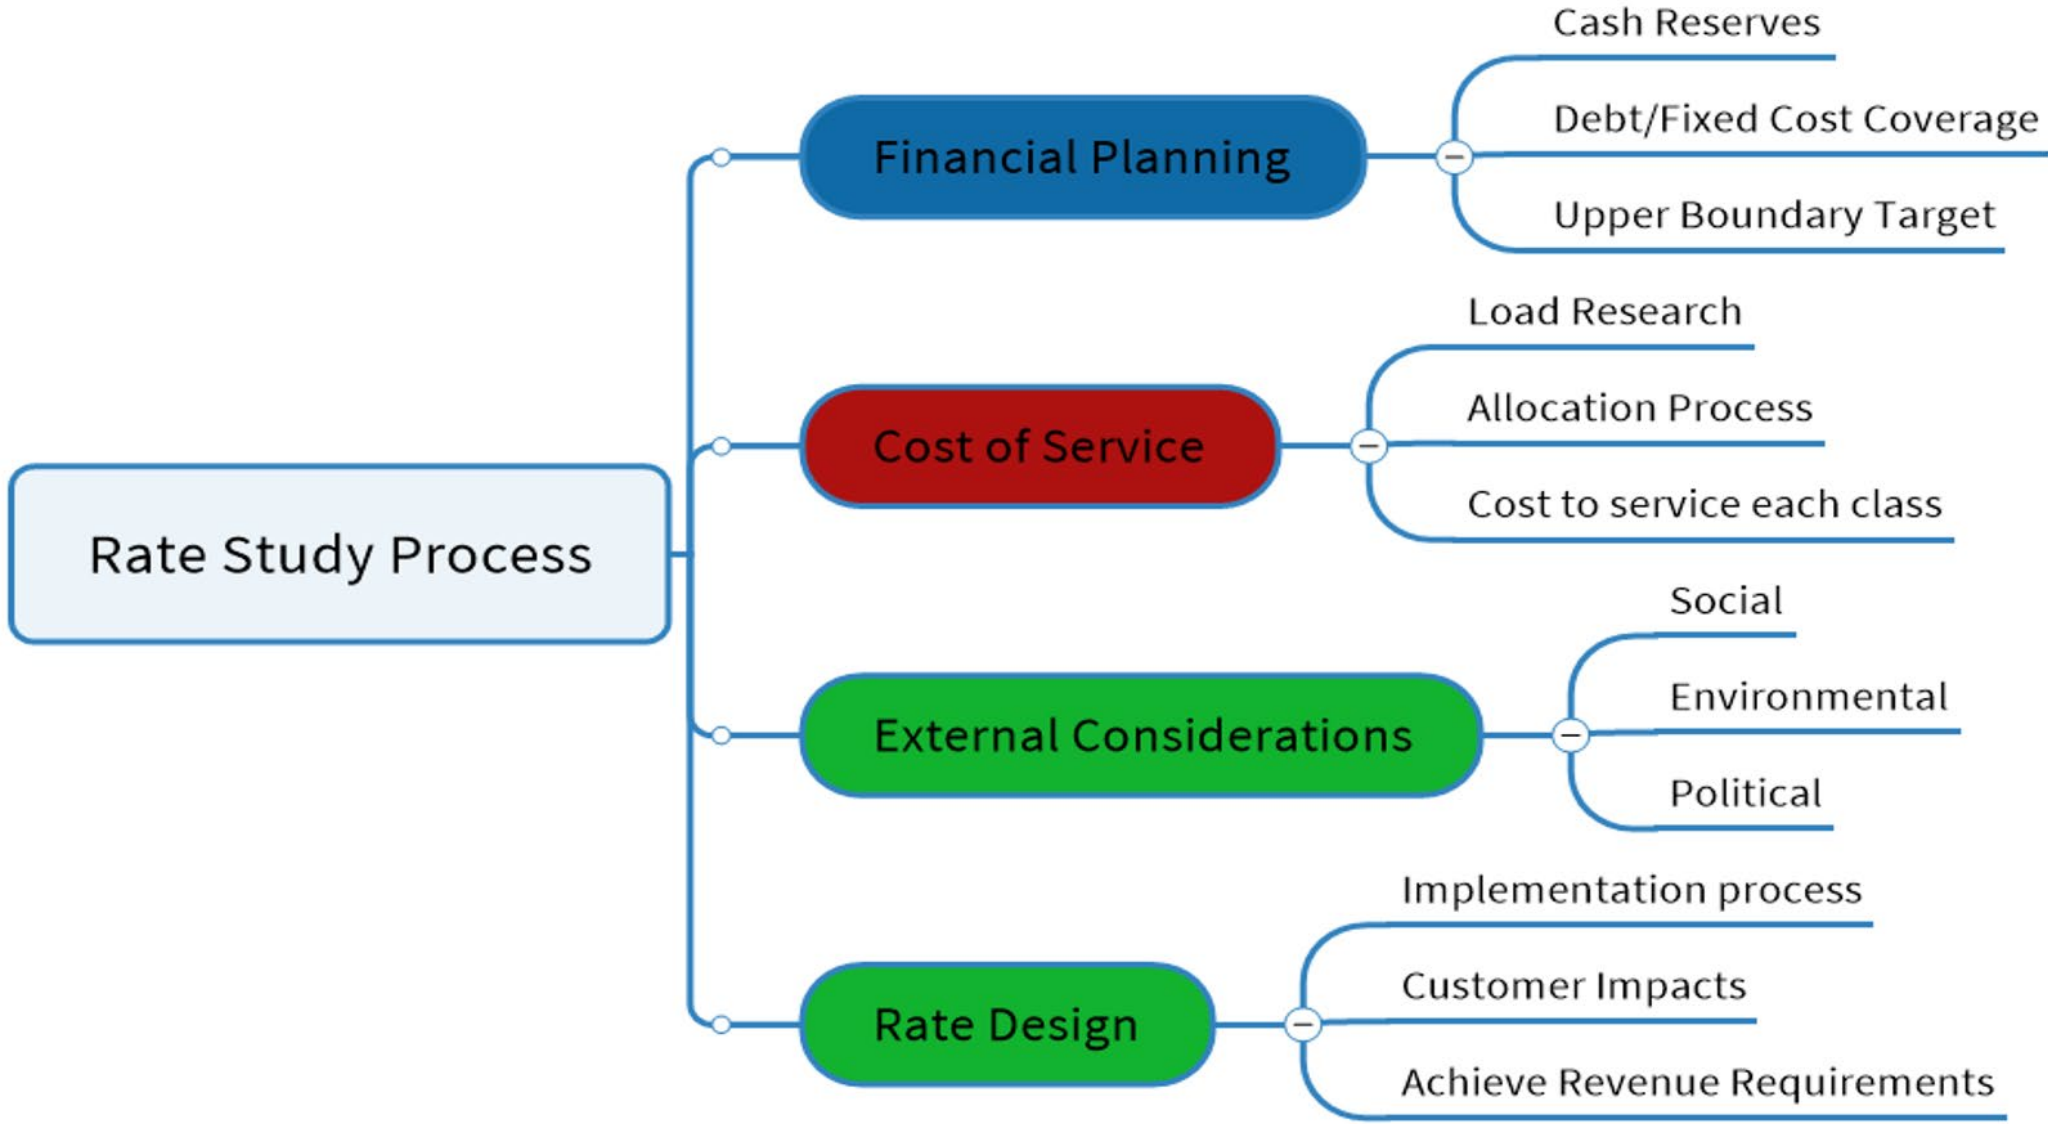 Rate Study Process
Financial Planning
Cash Reserves
Debt/Fixed Cost Coverage
Upper Boundary Target
Cost of Service
Load Research
Allocation Process
Cost to service each class
External Considerations
Social
Environmental
Political
Rate Design
Implementation process
Customer Impacts
Achieve Revenue Requirements